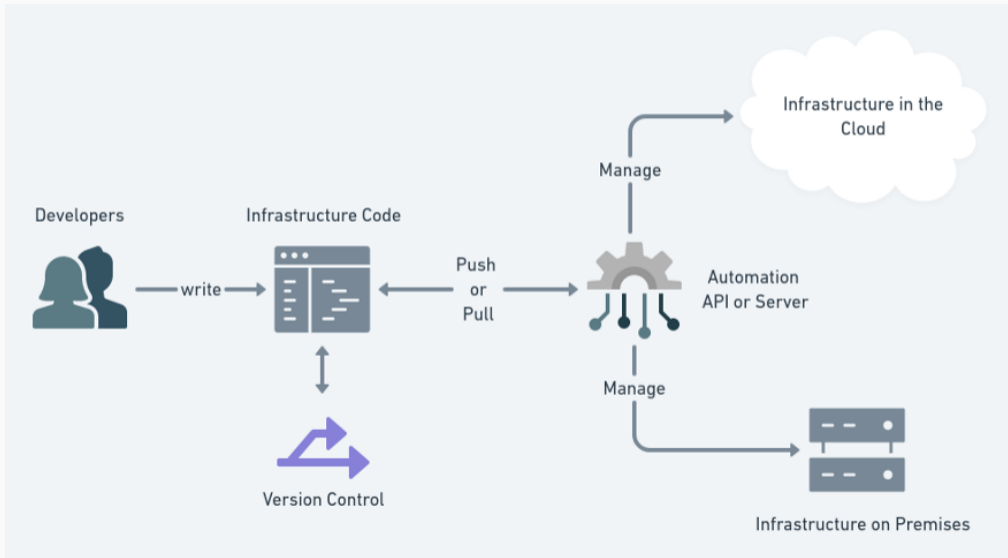 Infrastructure in the
Cloud
Manage
Developers
Infrastructure Code
write
Push
or
Pull
Automation
API or Server
Manage
Version Control
Infrastructure on Premises